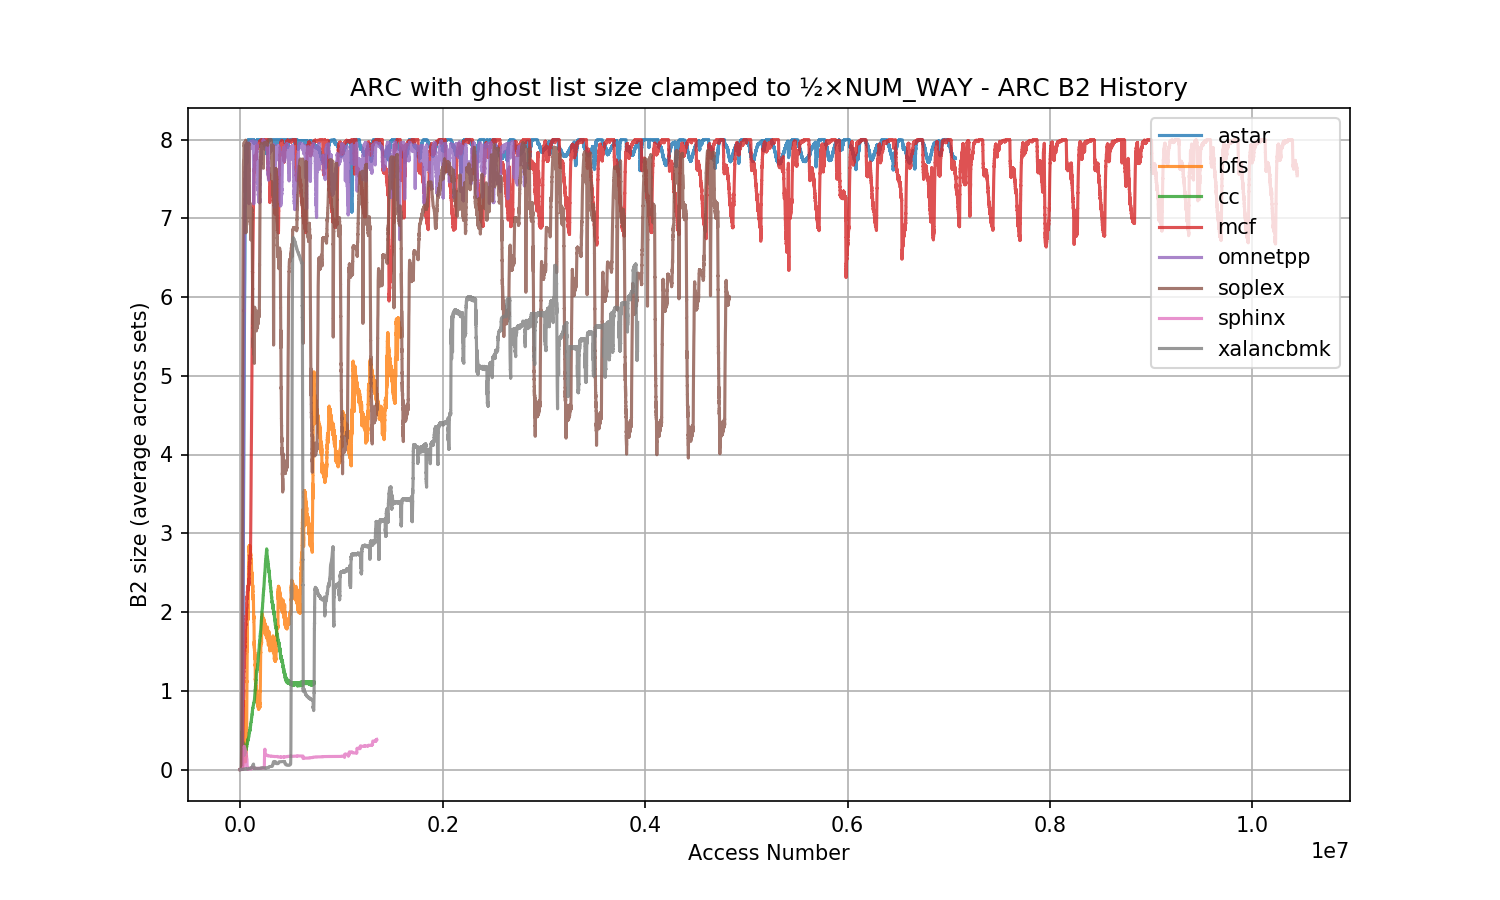 ARC with ghost list size clamped to ½×NUM_WAY - ARC B2 History
B2 size (average across sets)
8
7
6
5
4
3
2
1
0
astar
bfs
cc
mcf
omnetpp
soplex
sphinx
xalancbmk
0.0 0.2 0.4 0.6 0.8 1.0
1e7
Access Number